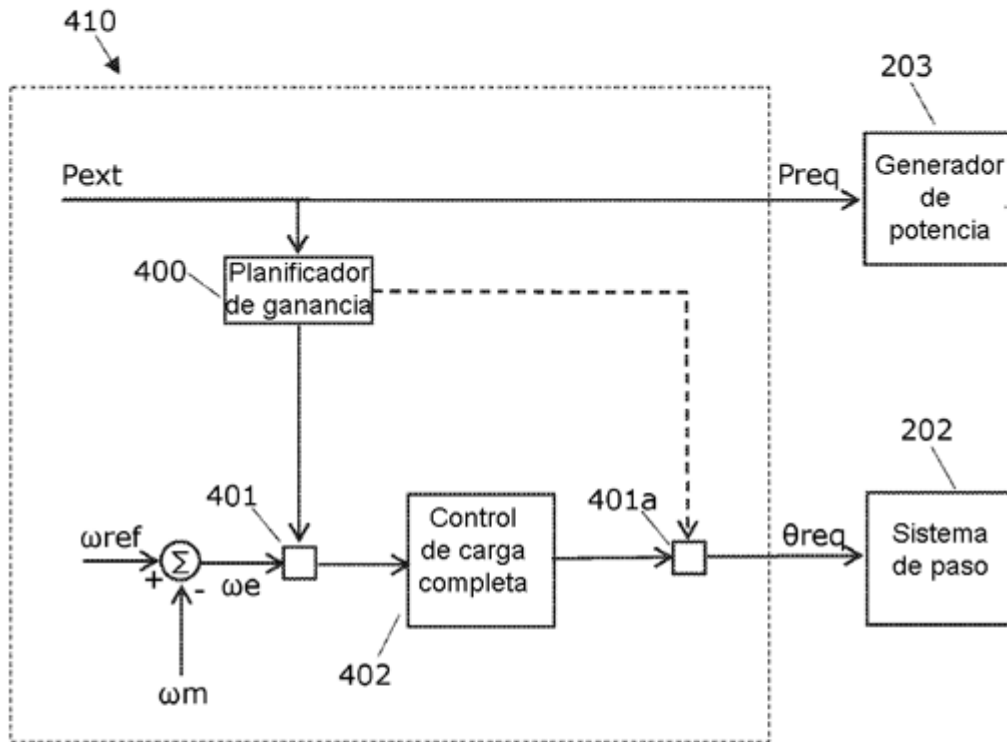 410
203
Pext
Preq
Generador
de
potencia
400
Planificador
de ganancia
202
401
401a
ωref
+
Σ
-
ωe
Control
de carga
completa
θreq
Sistema
de paso
402
ωm